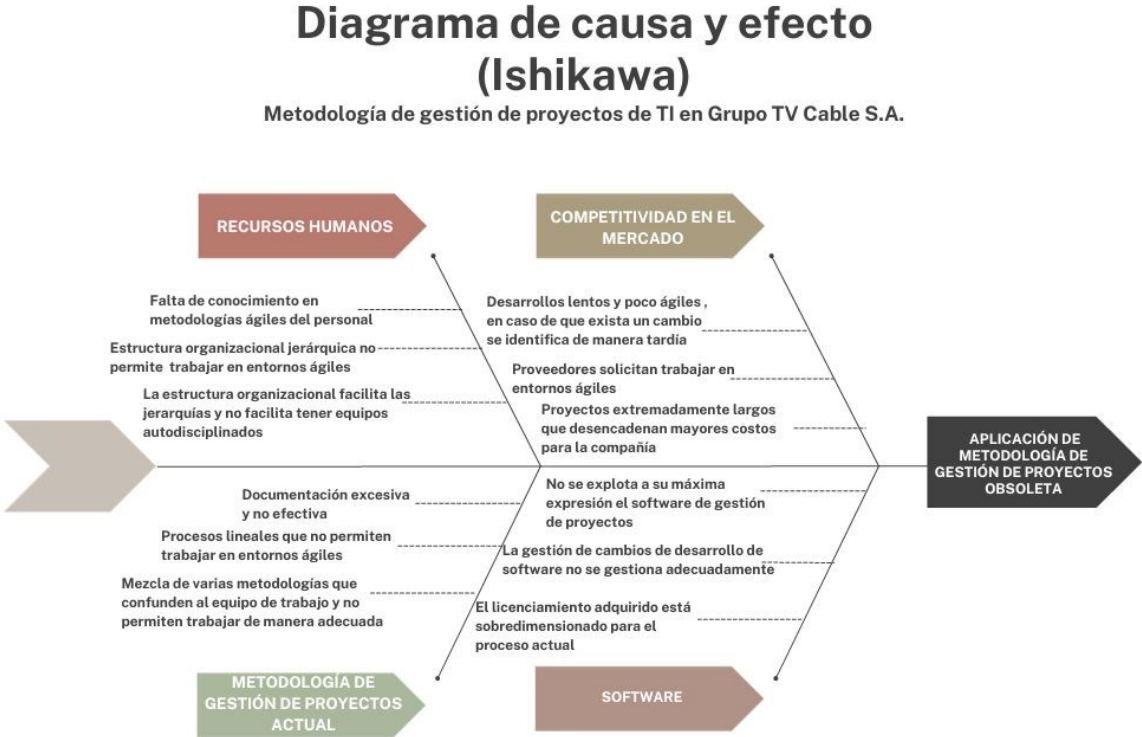 Diagrama de causa y efecto
(Ishikawa)
Metodología de gestión de proyectos de TI en Grupo TV Cable S.A.
RECURSOS HUMANOS
COMPETITIVIDAD EN EL
MERCADO
Falta de conocimiento en
metodologías ágiles del personal
Estructura organizacional jerárquica no
permite trabajar en entornos ágiles
La estructura organizacional facilita las
jerarquías y no facilita tener equipos
autodisciplinados
Desarrollos lentos y poco ágiles ,
en caso de que exista un cambio
se identifica de manera tardía
Proveedores solicitan trabajar en
entornos ágiles
Proyectos extremadamente largos
que desencadenan mayores costos
para la compañía
APLICACIÓN DE
METODOLOGÍA DE
GESTIÓN DE PROYECTOS
OBSOLETA
Documentación excesiva
y no efectiva
Procesos lineales que no permiten
trabajar en entornos ágiles
Mezcla de varias metodologías que
confunden al equipo de trabajo y no
permiten trabajar de manera adecuada
No se explota a su máxima
expresión el software de gestión
de proyectos
La gestión de cambios de desarrollo de
software no se gestiona adecuadamente
El licenciamiento adquirido está
sobredimensionado para el
proceso actual
METODOLOGÍA DE
GESTIÓN DE PROYECTOS
ACTUAL
SOFTWARE